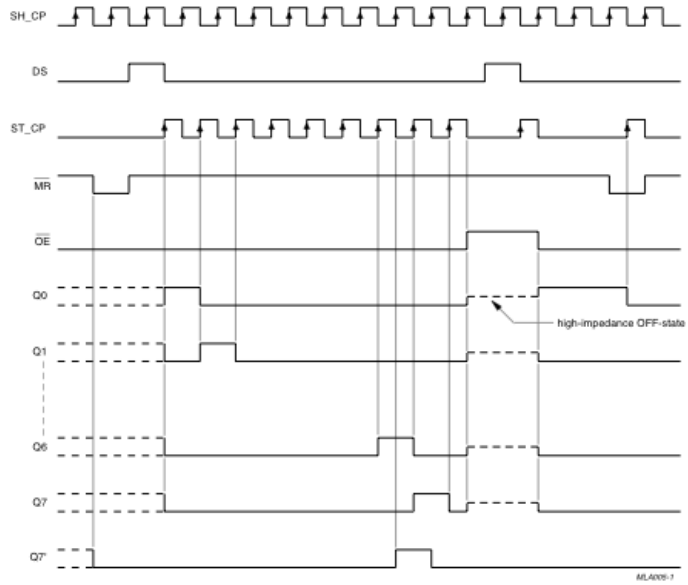 SH_CP
DS
ST_CP
MR
OE
Q0
high-impedance OFF-state
Q1
Q6
Q7
Q7'
MLA005-1